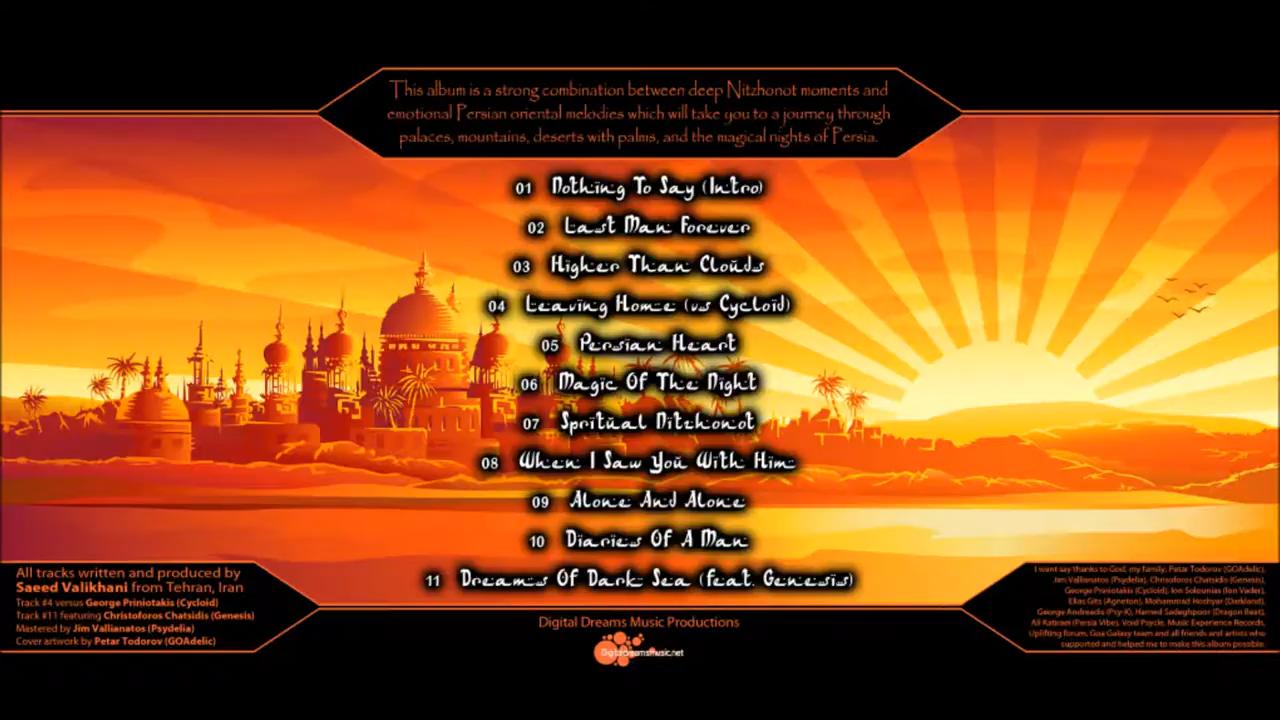 This album is a strong combination between deep Nitzhonot moments and
emotional Persian oriental melodies which will take you to a journey through
palaces, mountains, deserts with palms, and the magical nights of Persia.
01 Nothing To Say (Intro)
02 Last Man Forever
03 Higher Than Clouds
04 Leaving Home (vs Cycloid)
05 Persian Heart
06 Magic Of The Night
07 Spritual Nitzhonot
08 When I Saw You With Him
09 Alone And Alone
10 Diaries Of A Man
11 Dreams Of Dark Sea (feat. Genesis)
All tracks written and produced by
Saeed Valikhani from Tehran, Iran
Track #4 versus George Priniotakis (Cycloid)
Track #11 featuring Christoforos Chatsidis (Genesis)
Mastered by Jim Vallianatos (Psydelia)
Cover artwork by Petar Todorov (GOAdelic)
Digital Dreams Music Productions
Digitaldreamsmusic.net
I want say thanks to God, my family, Petar Todorov (GOAdelic),
Jim Vallianatos (Psydelia), Chrisoforos Chatsidis (Genesis),
George Priniotakis (Cycloid), Ion Solounias (Ion Vader),
Elias Gits (Agneton), Mohammad Hoshyar (Darkland),
George Andreadis (Psy-K), Hamed Sadeghpoor (Dragon Beat),
Ali Katiraei (Persia Vibe), Void Psycle, Music Experience Records,
Uplifting forum, Goa Galaxy team and all friends and artists who
supported and helped me to make this album possible.